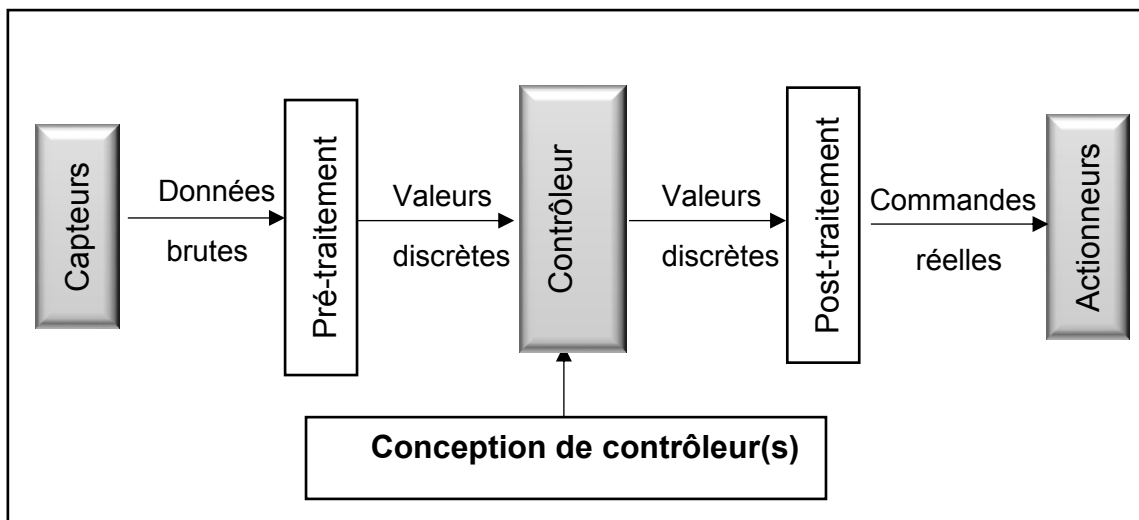 Capteurs
Données
brutes
Pré-traitement
Valeurs
discrètes
Contrôleur
Valeurs
discrètes
Post-traitement
Commandes
réelles
Actionneurs
Conception de contrôleur(s)